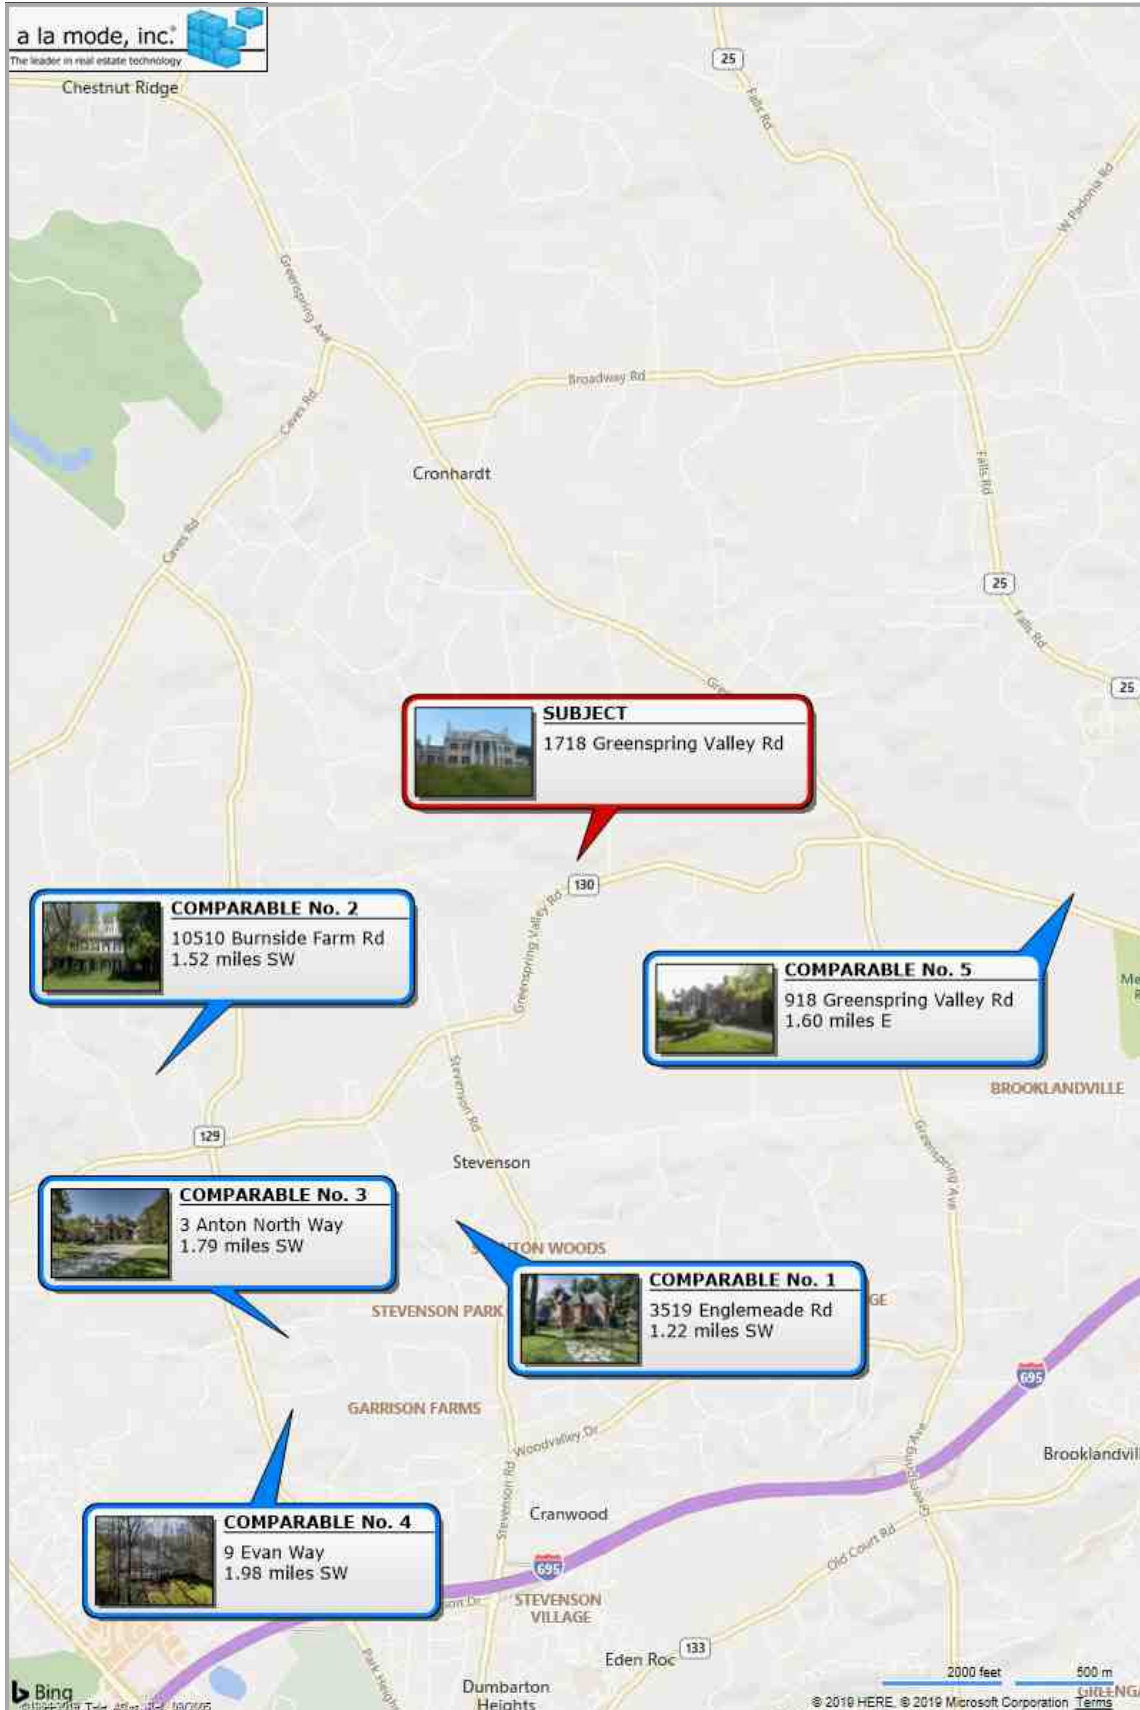 a la mode, inc.®
The leader in real estate technology
Chestnut Ridge
25
Falls Rd
W Padonia Rd
Greenspring Ave
Caves Rd
Broadway Rd
Cronhardt
Falls Rd
Caves Rd
25
Falls Rd
25
SUBJECT
1718 Greenspring Valley Rd
130
Greenspring Valley Rd
COMPARABLE No. 2
10510 Burnside Farm Rd
1.52 miles SW
COMPARABLE No. 5
918 Greenspring Valley Rd
1.60 miles E
BROOKLANDVILLE
Stevenson Rd
129
Greenspring Ave
Stevenson
COMPARABLE No. 3
3 Anton North Way
1.79 miles SW
WOODS
STEVENSON PARK
COMPARABLE No. 1
3519 Englemeade Rd
1.22 miles SW
695
GARRISON FARMS
Woodvalley Dr
Greenspring Ave
Stevenson Rd
Cranwood
COMPARABLE No. 4
9 Evan Way
1.98 miles SW
Old Court Rd
695
STEVENSON
VILLAGE
133
Eden Roc
Dumbarton
Heights
Bing
2000 feet
500 m
© 2019 HERE, © 2019 Microsoft Corporation Terms